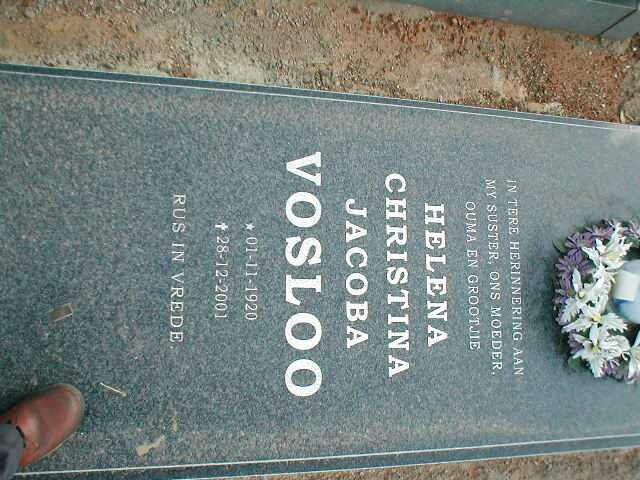 IN TERE HERINNERING AAN
MY SUSTER, ONS MOEDER,
OUMA EN GROOTJIE
HELENA
CHRISTINA
JACOBA
VOSLOO
★ 01-11-1920
✝ 28-12-2001
RUS IN VREDE.